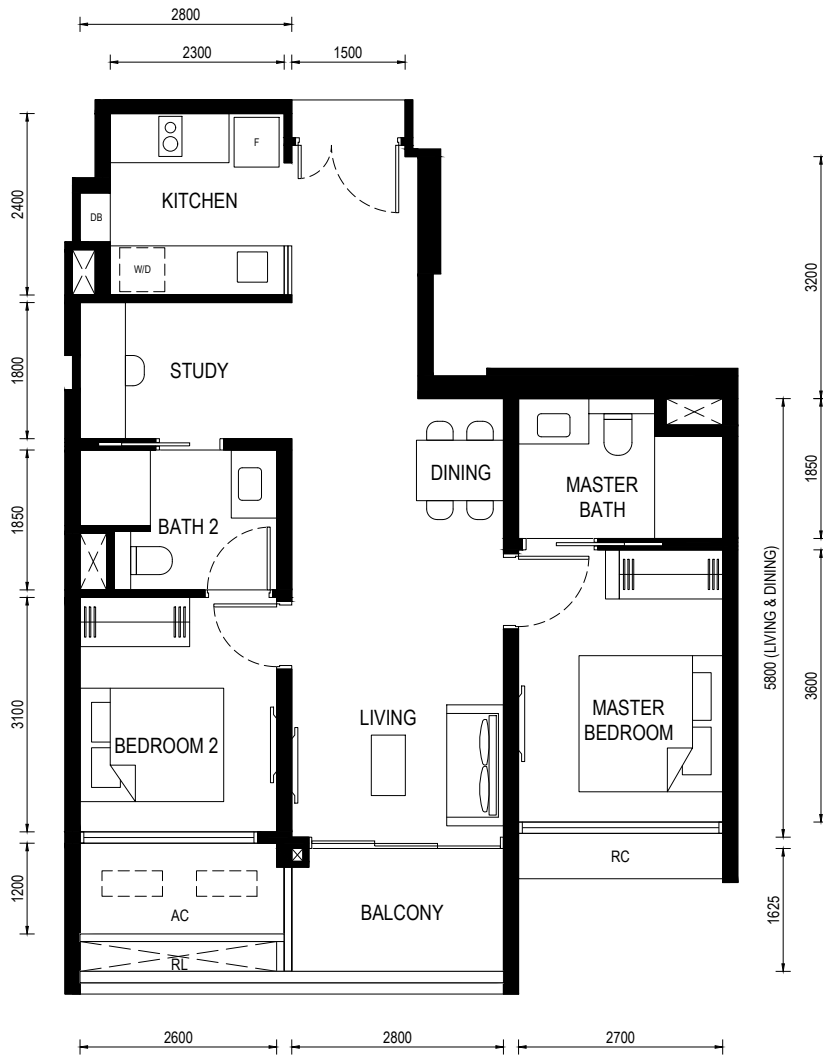 2800
2300
1500
F
KITCHEN
2400
DB
W/D
3200
STUDY
1800
DINING
MASTER
BATH
1850
BATH 2
1850
5800 (LIVING & DINING)
3100
LIVING
MASTER
BEDROOM
3600
BEDROOM 2
RC
1200
AC
BALCONY
1625
RL
2600
2800
2700